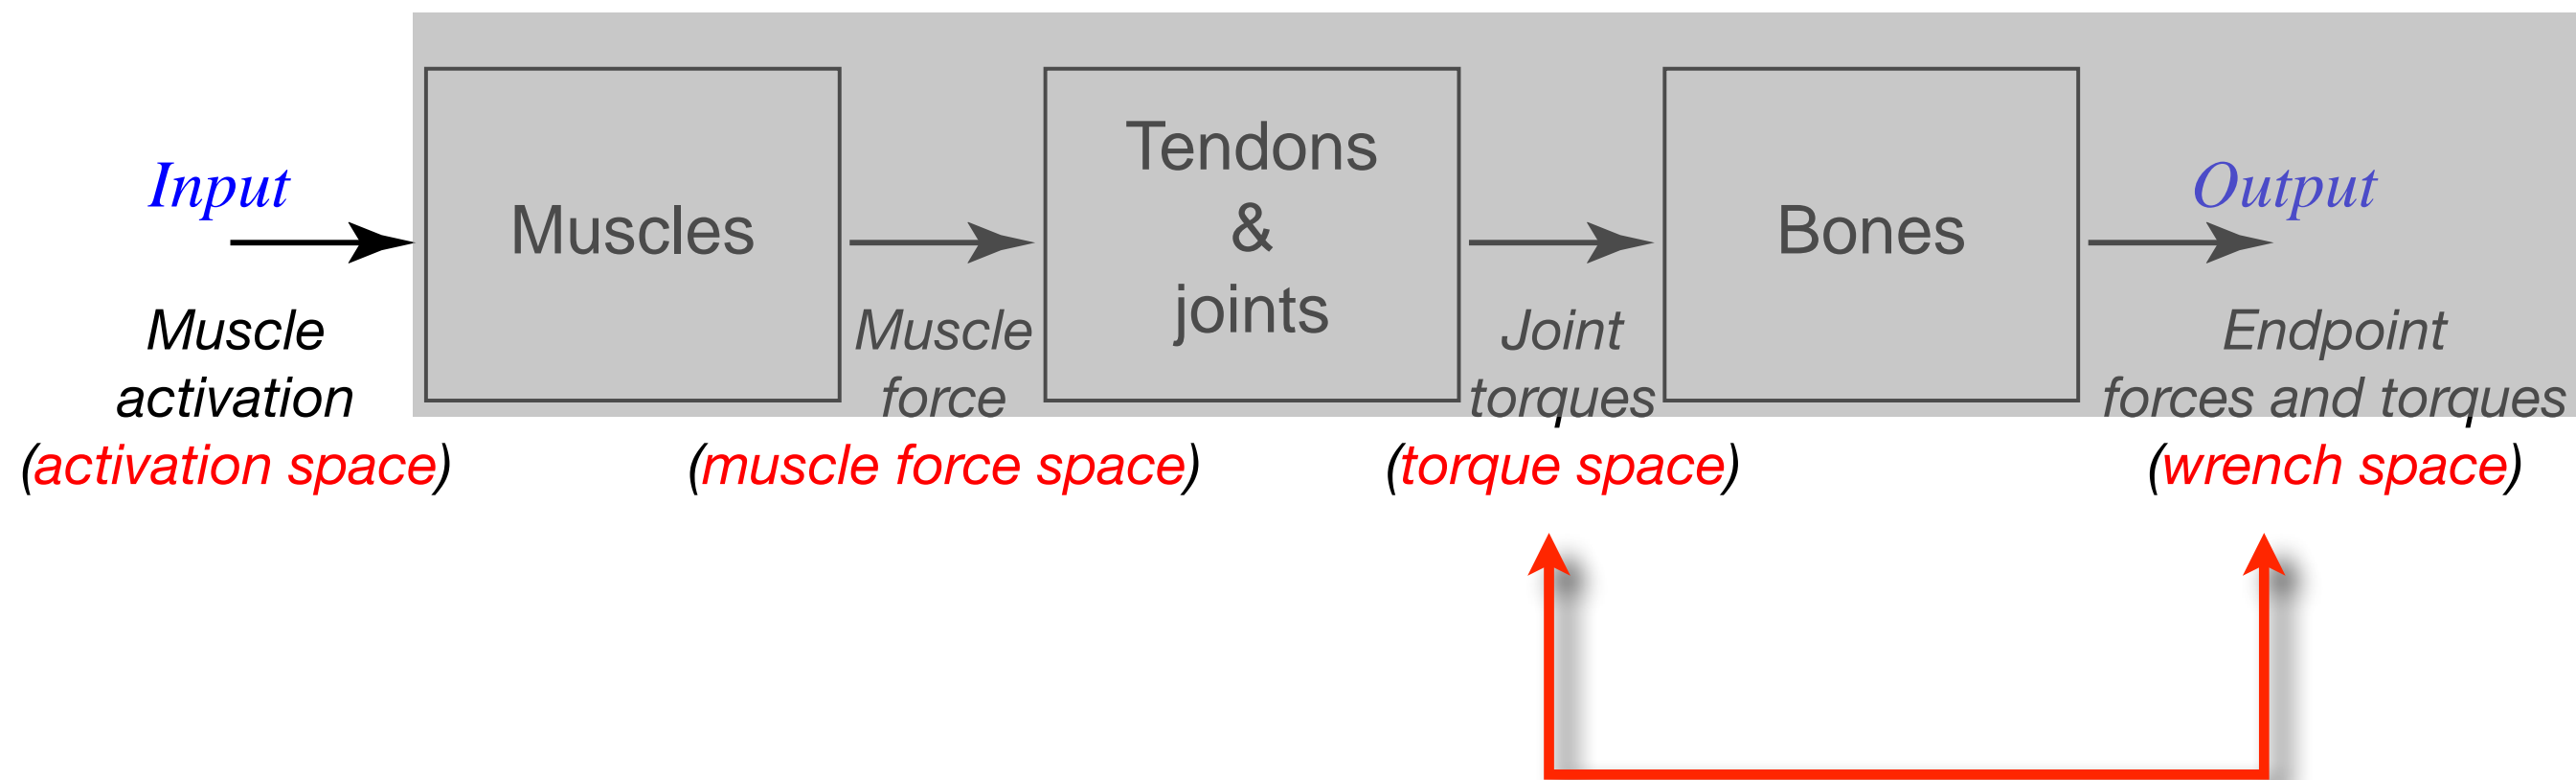 Input
Muscles
Tendons
&
joints
Bones
Output
Muscle
activation
(activation space)
Muscle
force
(muscle force space)
Joint
torques
(torque space)
Endpoint
forces and torques
(wrench space)